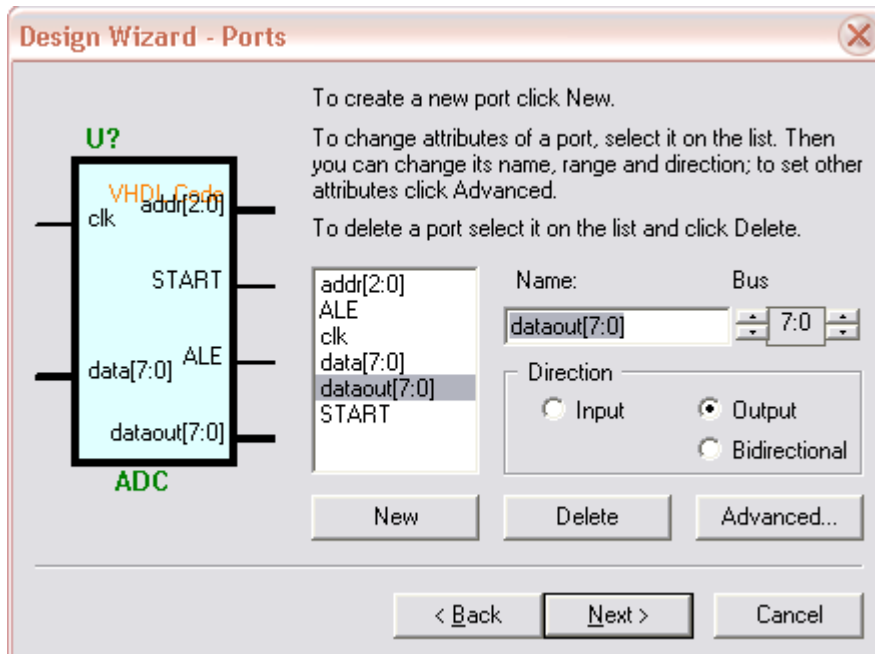 Design Wizard - Ports
To create a new port click New.
To change attributes of a port, select it on the list. Then
you can change its name, range and direction; to set other
attributes click Advanced.
To delete a port select it on the list and click Delete.
U?
VHDL Code
addr[2:0]
clk
START
ALE
data[7:0]
dataout[7:0]
ADC
addr[2:0]
ALE
clk
data[7:0]
dataout[7:0]
START
Name:
Bus
dataout[7:0]
7:0
Direction
Input
Output
Bidirectional
New
Delete
Advanced...
< Back
Next >
Cancel